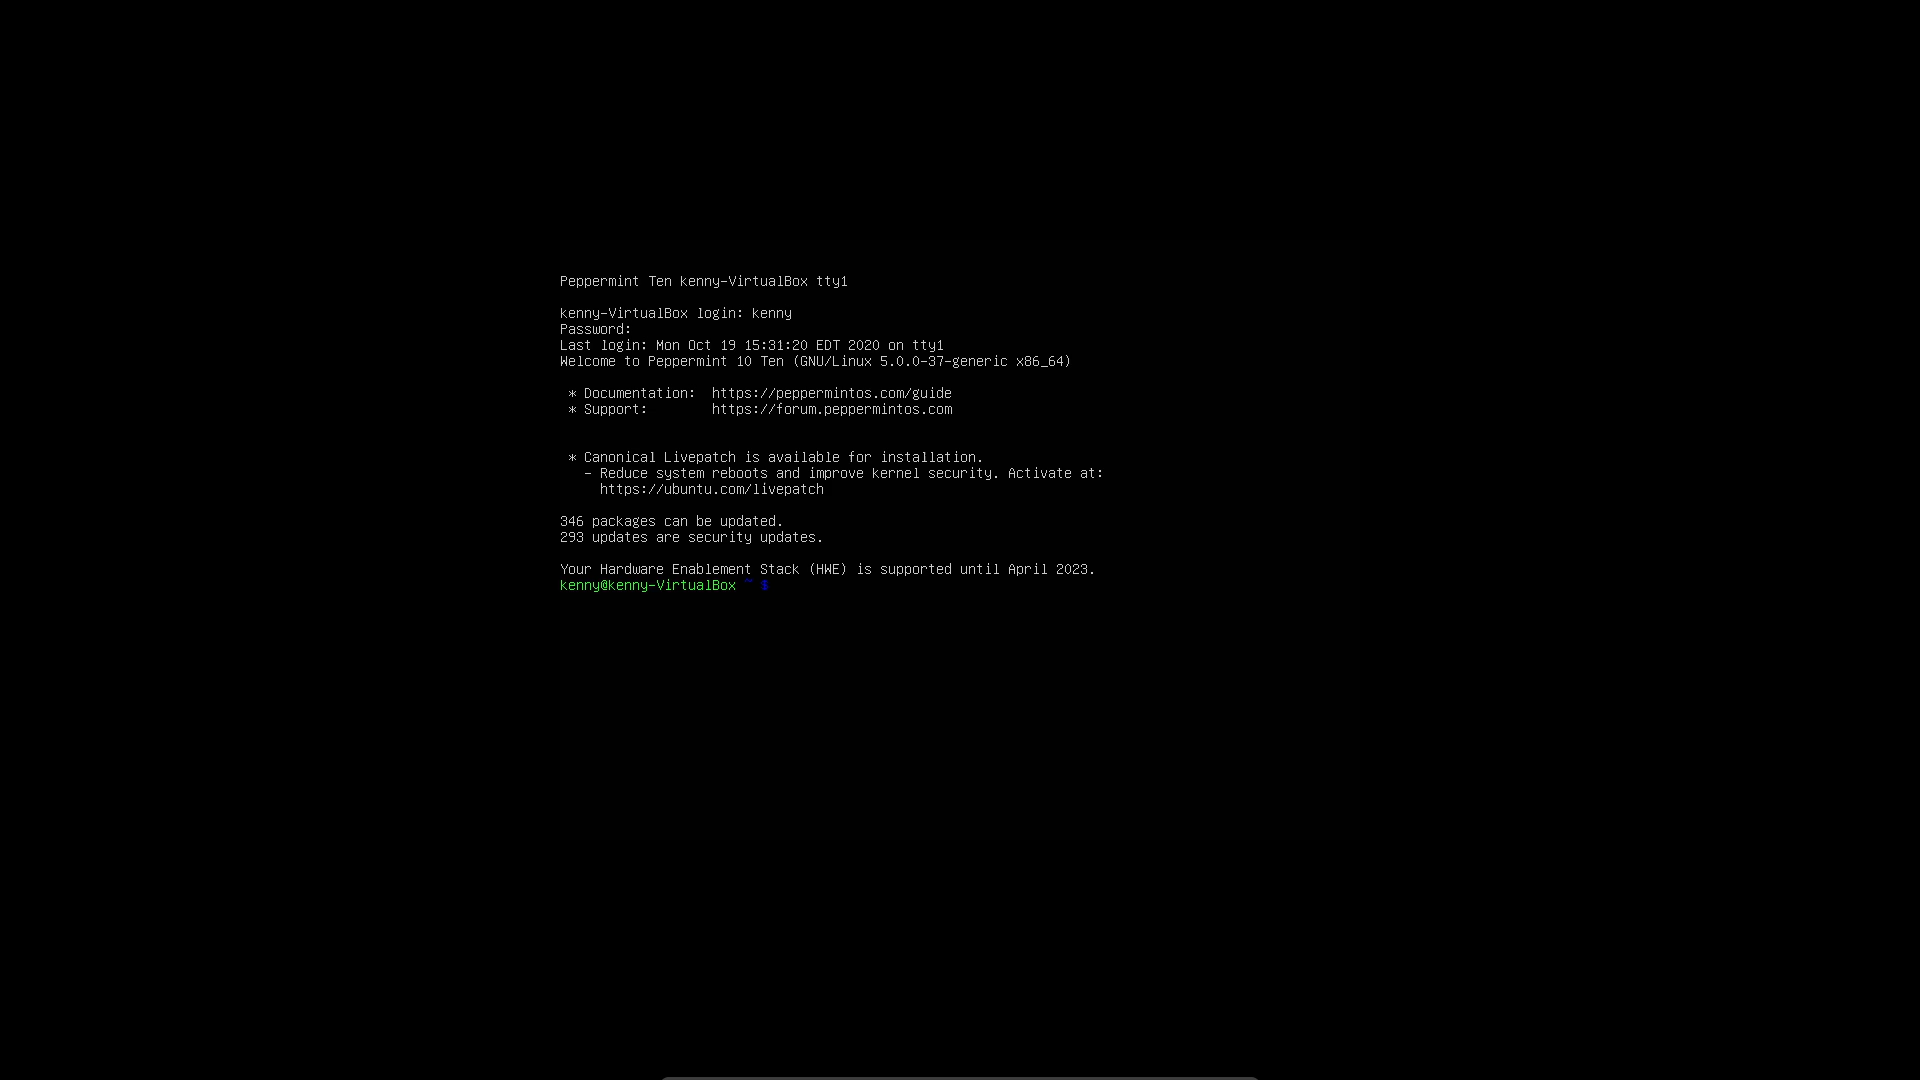 Peppermint Ten kenny-VirtualBox tty1
kenny-VirtualBox login: kenny
Password:
Last login: Mon Oct 19 15:31:20 EDT 2020 on tty1
Welcome to Peppermint 10 Ten (GNU/Linux 5.0.0-37-generic x86_64)
* Documentation:  https://peppermintos.com/guide
* Support:        https://forum.peppermintos.com
* Canonical Livepatch is available for installation.
- Reduce system reboots and improve kernel security. Activate at:
https://ubuntu.com/livepatch
346 packages can be updated.
293 updates are security updates.
Your Hardware Enablement Stack (HWE) is supported until April 2023.
kenny@kenny-VirtualBox ~ $